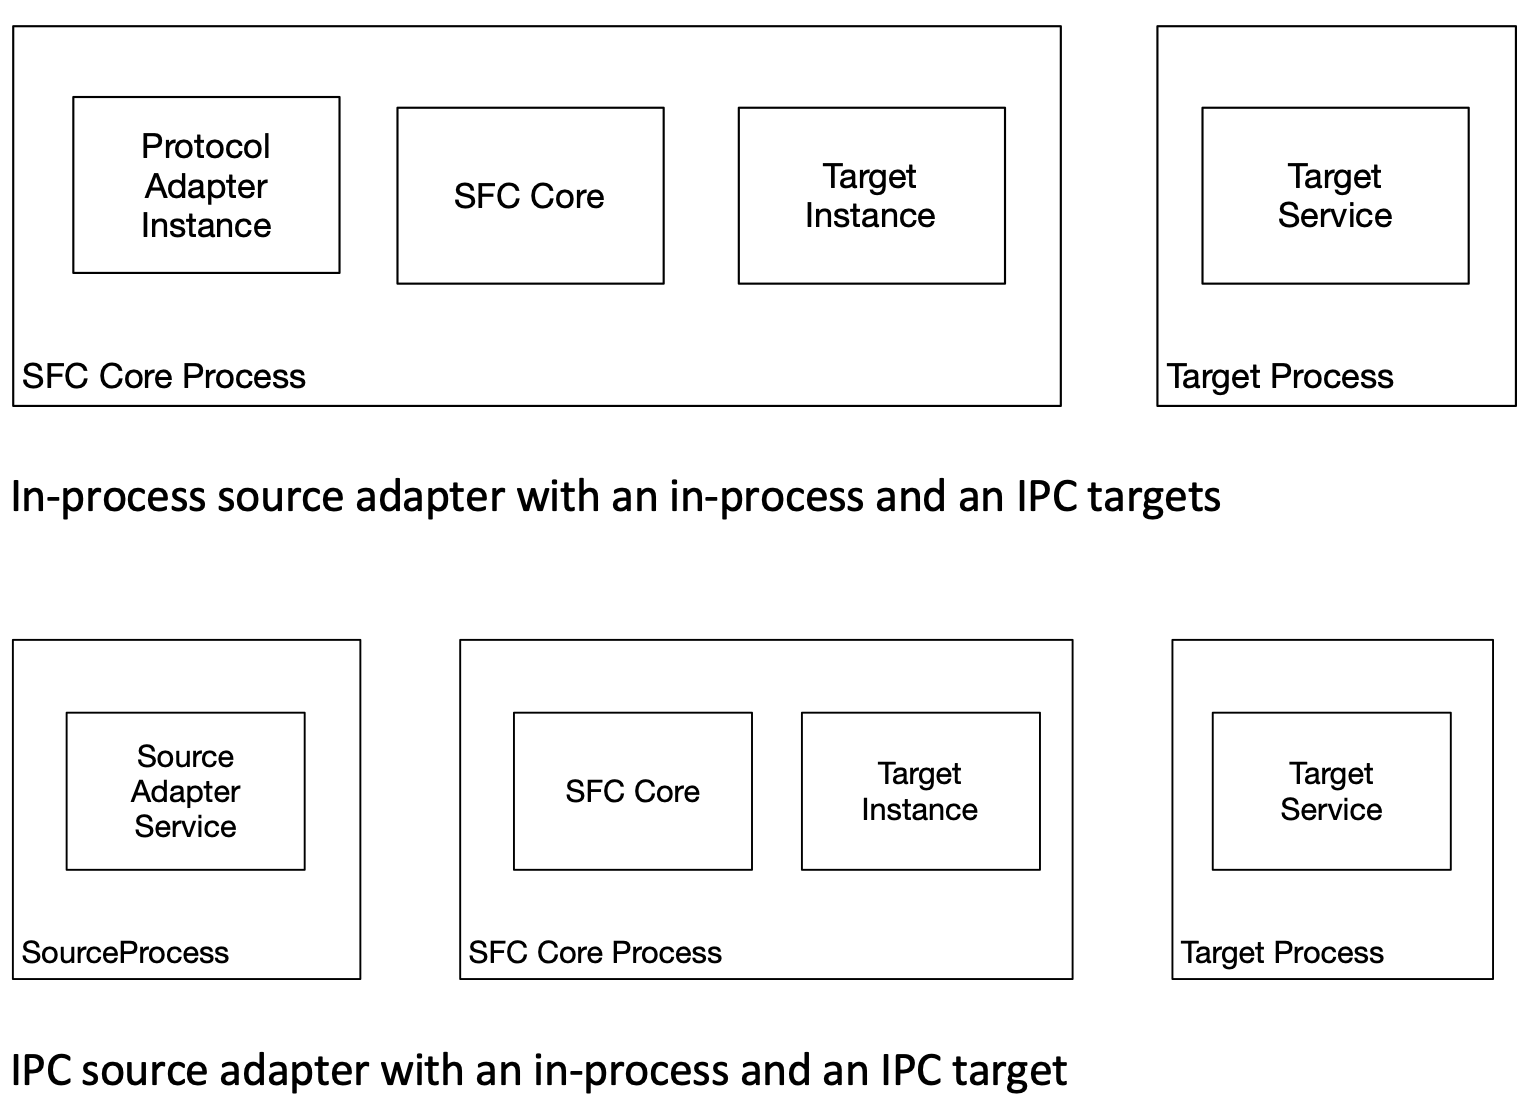 Protocol
Adapter
Instance
SFC Core
Target
Instance
SFC Core Process
Target
Service
Target Process
In-process source adapter with an in-process and an IPC targets
Source
Adapter
Service
SourceProcess
SFC Core
Target
Instance
SFC Core Process
Target
Service
Target Process
IPC source adapter with an in-process and an IPC target